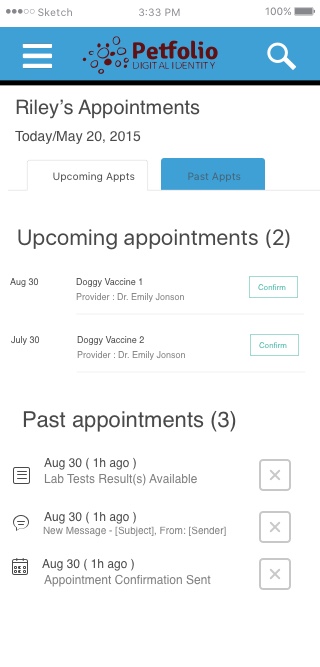 Sketch 3:33 PM 100%
Petfolio
DIGITAL IDENTITY
Riley’s Appointments
Today/May 20, 2015
Upcoming Appts Past Appts
Upcoming appointments (2)
Aug 30 Doggy Vaccine 1 Confirm
Provider : Dr. Emily Jonson
July 30 Doggy Vaccine 2 Confirm
Provider : Dr. Emily Jonson
Past appointments (3)
Aug 30 ( 1h ago )
Lab Tests Result(s) Available
Aug 30 ( 1h ago )
New Message - [Subject], From: [Sender]
Aug 30 ( 1h ago )
Appointment Confirmation Sent